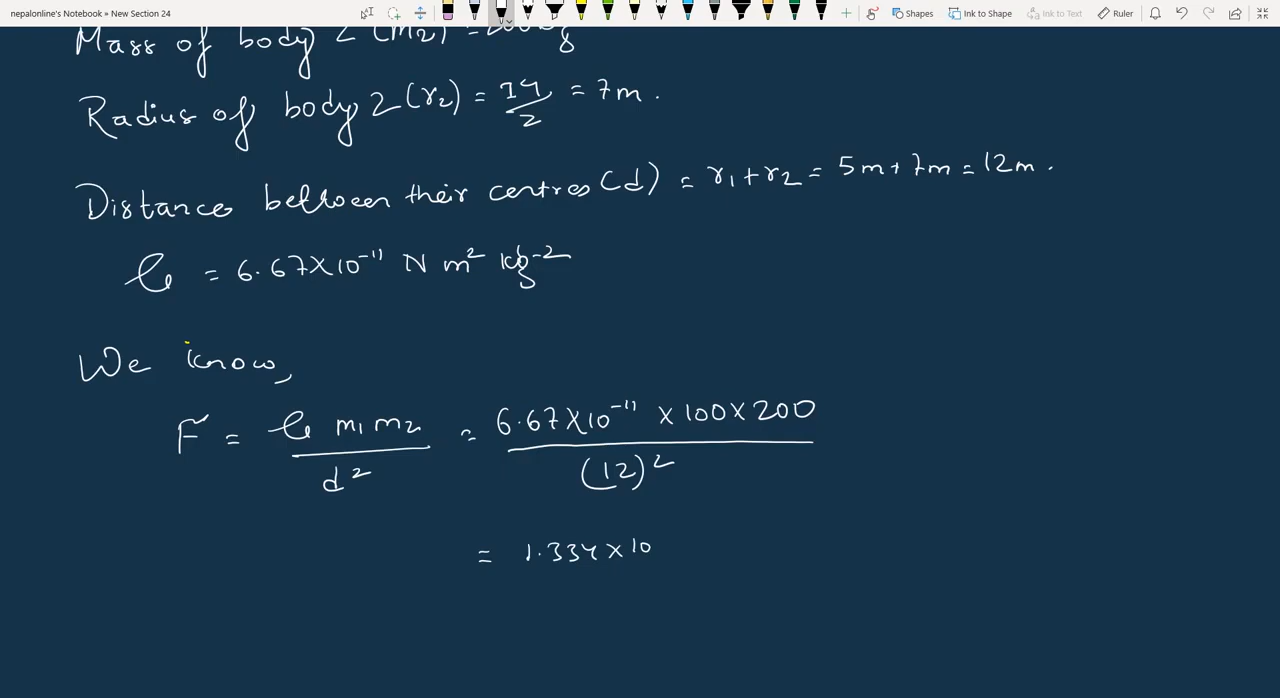 nepalonline's Notebook » New Section 24
Shapes Ink to Shape Ink to Text Ruler
Mass of body 2 (m2) = 200kg
Radius of body 2 (r2) = 14/2 = 7m.
Distance between their centres (d) = r1 + r2 = 5m + 7m = 12m.
G = 6.67×10⁻¹¹ N m² kg⁻²
We know,
F = G m1 m2 / d² = 6.67×10⁻¹¹ × 100 × 200 / (12)²
= 1.334 × 10